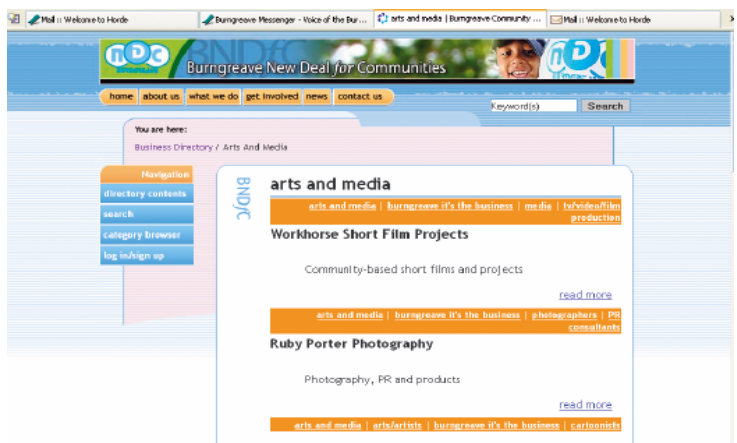 Mail :: Welcome to Horde
Burngreave Messenger - Voice of the Bur...
arts and media | Burngreave Community ...
Mail :: Welcome to Horde
nDC
BNDfC
Burngreave New Deal for Communities
home about us what we do get involved news contact us
Keyword(s) Search
You are here:
Business Directory / Arts And Media
Navigation
directory contents
search
category browser
log in/sign up
BNDfC
arts and media
arts and media | burngreave it's the business | media | tv/video/film
production
Workhorse Short Film Projects
Community-based short films and projects
read more
arts and media | burngreave it's the business | photographers | PR
consultants
Ruby Porter Photography
Photography, PR and products
read more
arts and media | arts/artists | burngreave it's the business | cartoonists